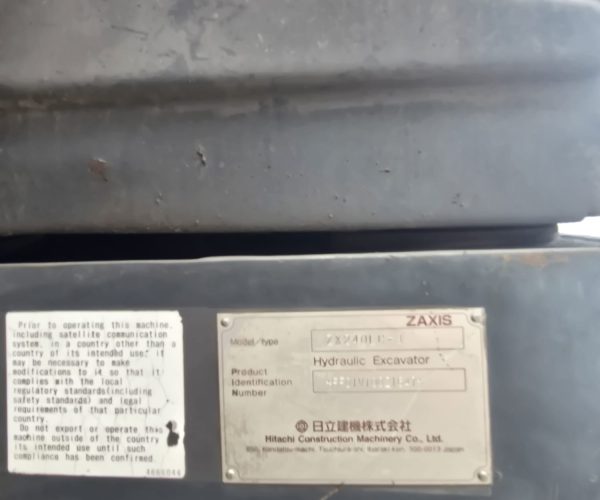 Prior to operating this machine,
including satellite communication
system, in a country other than a
country of its intended use, it
may be necessary to make
modifications to it so that it
complies with the local
regulatory standards(including
safety standards) and legal
requirements of that particular
country.
Do not export or operate this
machine outside of the country
its intended use until such
compliance has been confirmed.
ZAXIS
Model/type
Hydraulic Excavator
Product
Identification
Number
日立建機株式会社
Hitachi Construction Machinery Co., Ltd.